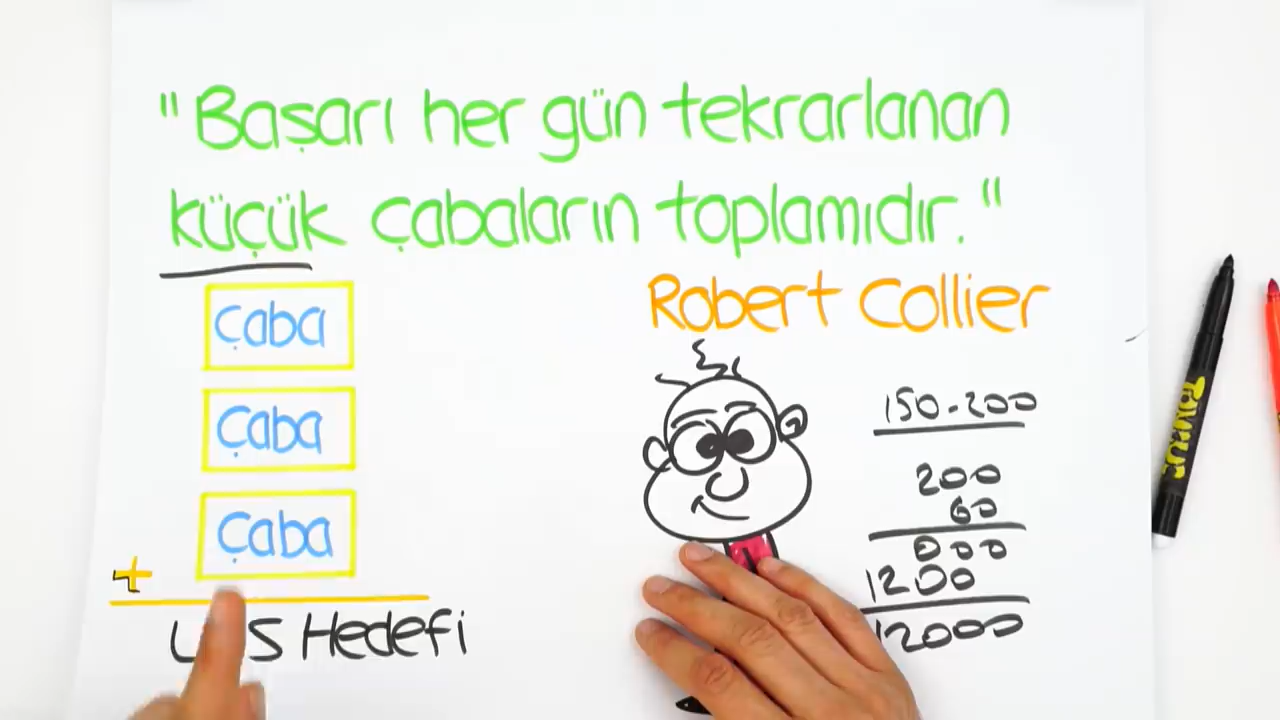 "Başarı her gün tekrarlanan
küçük çabaların toplamıdır."
Robert Collier
Çaba
Çaba
Çaba
+
Hedefi
150-200
200
60
000
1200
12000